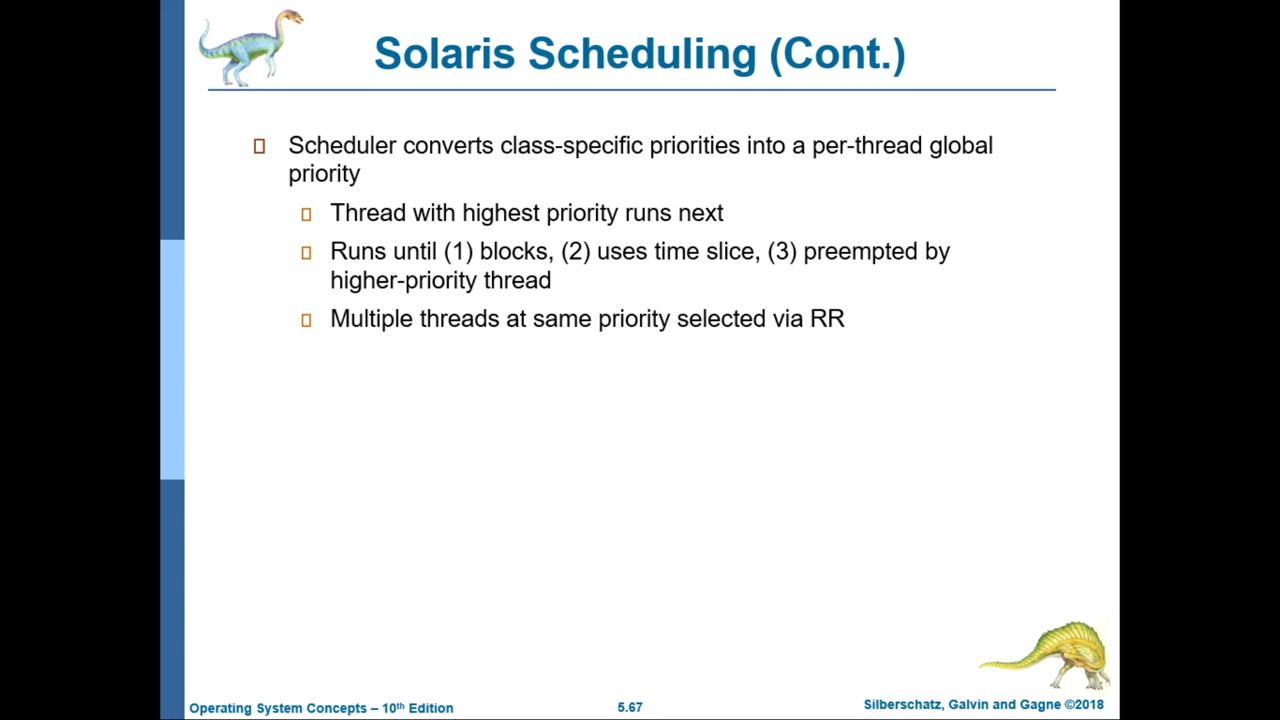 Solaris Scheduling (Cont.)
Scheduler converts class-specific priorities into a per-thread global
priority
Thread with highest priority runs next
Runs until (1) blocks, (2) uses time slice, (3) preempted by
higher-priority thread
Multiple threads at same priority selected via RR
Operating System Concepts – 10th Edition
5.67
Silberschatz, Galvin and Gagne ©2018